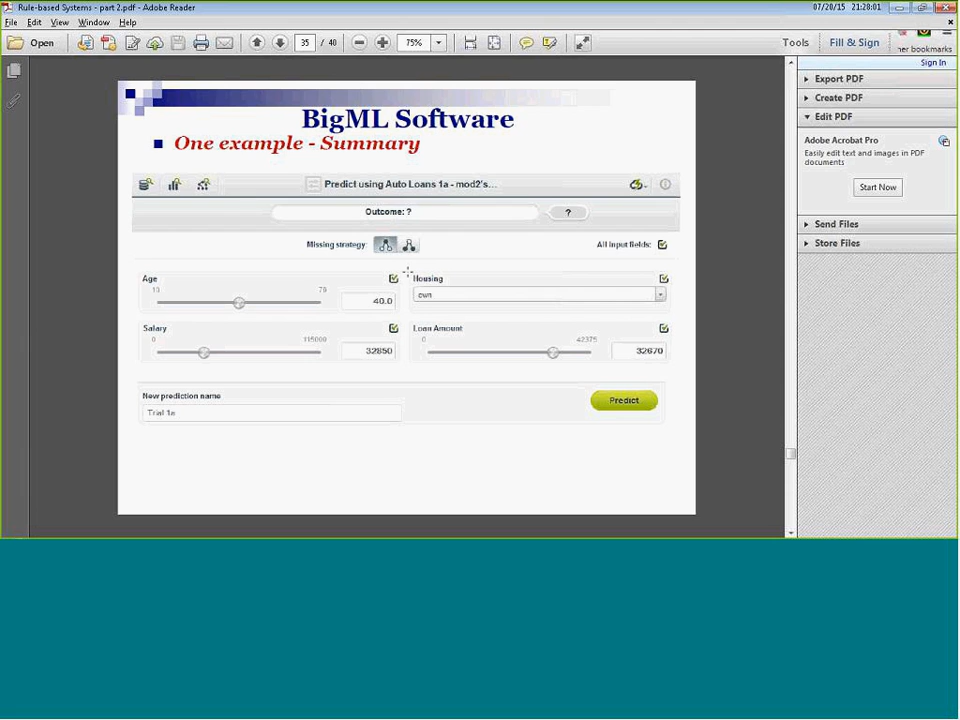 Rule-based Systems - part 2.pdf - Adobe Reader
07/20/15 21:28:01
File Edit View Window Help
Open
35 / 40
75%
Tools
Fill & Sign
her bookmarks
Sign In
Export PDF
Create PDF
Edit PDF
Adobe Acrobat Pro
Easily edit text and images in PDF
documents
Start Now
Send Files
Store Files
BigML Software
One example - Summary
Predict using Auto Loans 1a - mod2's...
Outcome: ?
?
Missing strategy:
All input fields:
Age
79
40.0
Housing
own
Salary
0
115000
32850
Loan Amount
0
42375
32670
New prediction name
Trial 1a
Predict